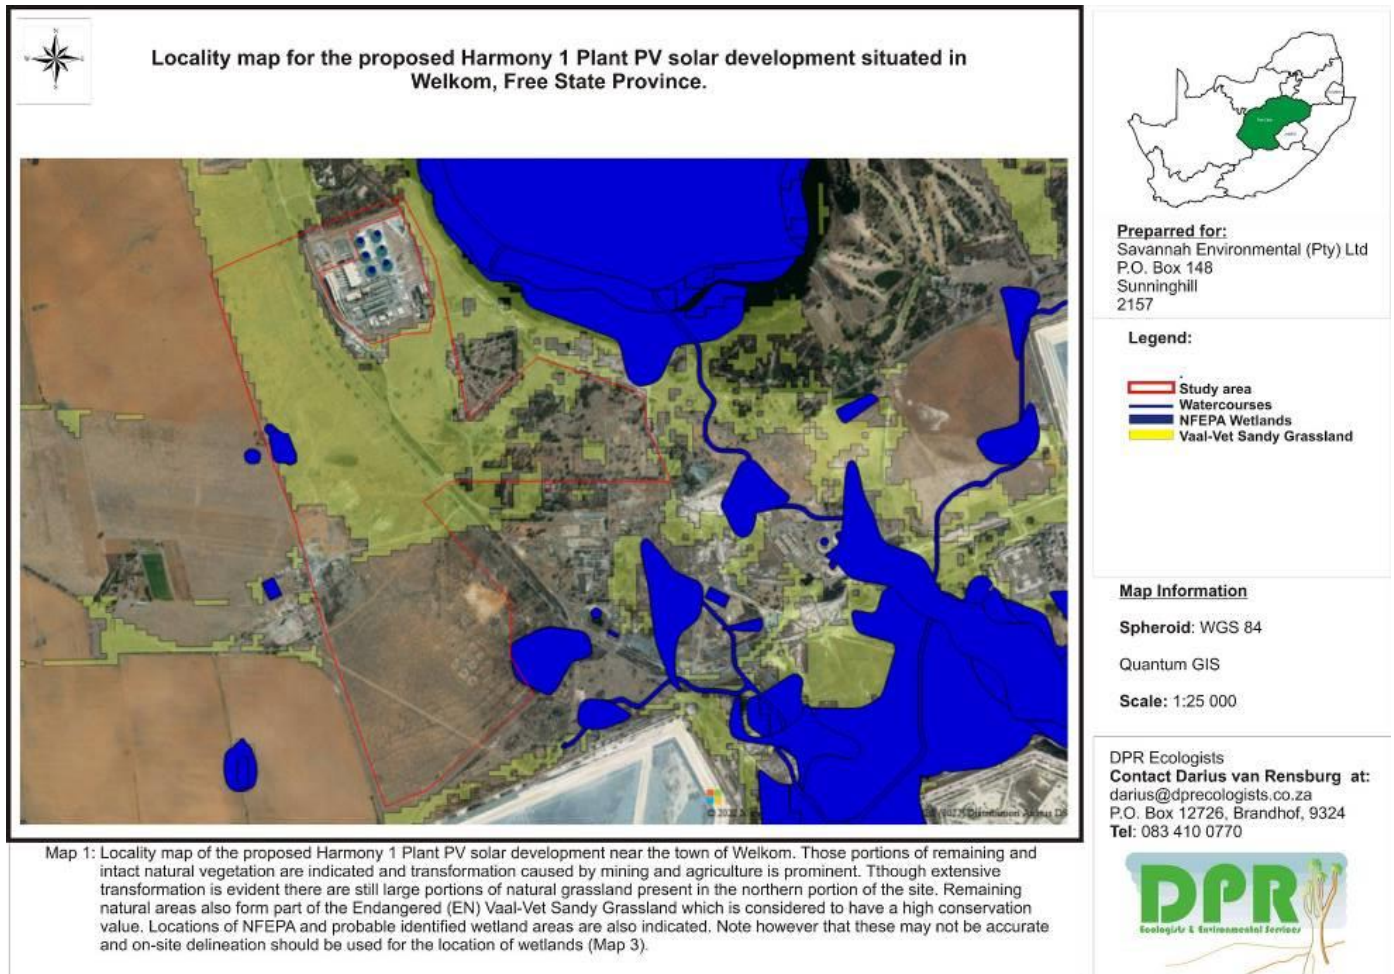 Locality map for the proposed Harmony 1 Plant PV solar development situated in
Welkom, Free State Province.
Preparred for:
Savannah Environmental (Pty) Ltd
P.O. Box 148
Sunninghill
2157
Legend:
Study area
Watercourses
NFEPA Wetlands
Vaal-Vet Sandy Grassland
Map Information
Spheroid: WGS 84
Quantum GIS
Scale: 1:25 000
DPR Ecologists
Contact Darius van Rensburg at:
darius@dprecologists.co.za
P.O. Box 12726, Brandhof, 9324
Tel: 083 410 0770
DPR
Ecologists & Environmental Services
Map 1: Locality map of the proposed Harmony 1 Plant PV solar development near the town of Welkom. Those portions of remaining and
intact natural vegetation are indicated and transformation caused by mining and agriculture is prominent. Tthough extensive
transformation is evident there are still large portions of natural grassland present in the northern portion of the site. Remaining
natural areas also form part of the Endangered (EN) Vaal-Vet Sandy Grassland which is considered to have a high conservation
value. Locations of NFEPA and probable identified wetland areas are also indicated. Note however that these may not be accurate
and on-site delineation should be used for the location of wetlands (Map 3).